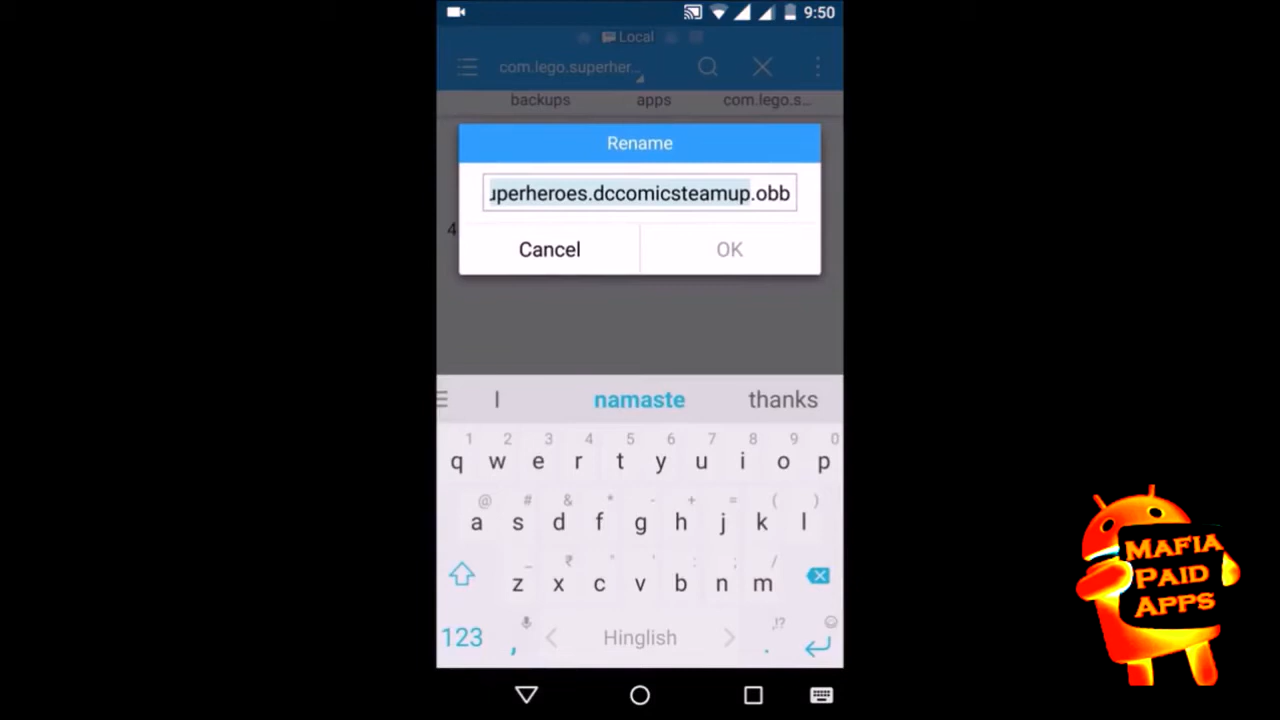 9:50
Local
com.lego.superher...
backups apps com.lego.s...
Rename
uperheroes.dccomicsteamup.obb
4
Cancel OK
I namaste thanks
1 2 3 4 5 6 7 8 9 0
q w e r t y u i o p
@ # & * - + = ( )
a s d f g h j k l
_ ₹ " ' : ; /
z x c v b n m
123 , Hinglish . ,!?
MAFIA
PAID
APPS